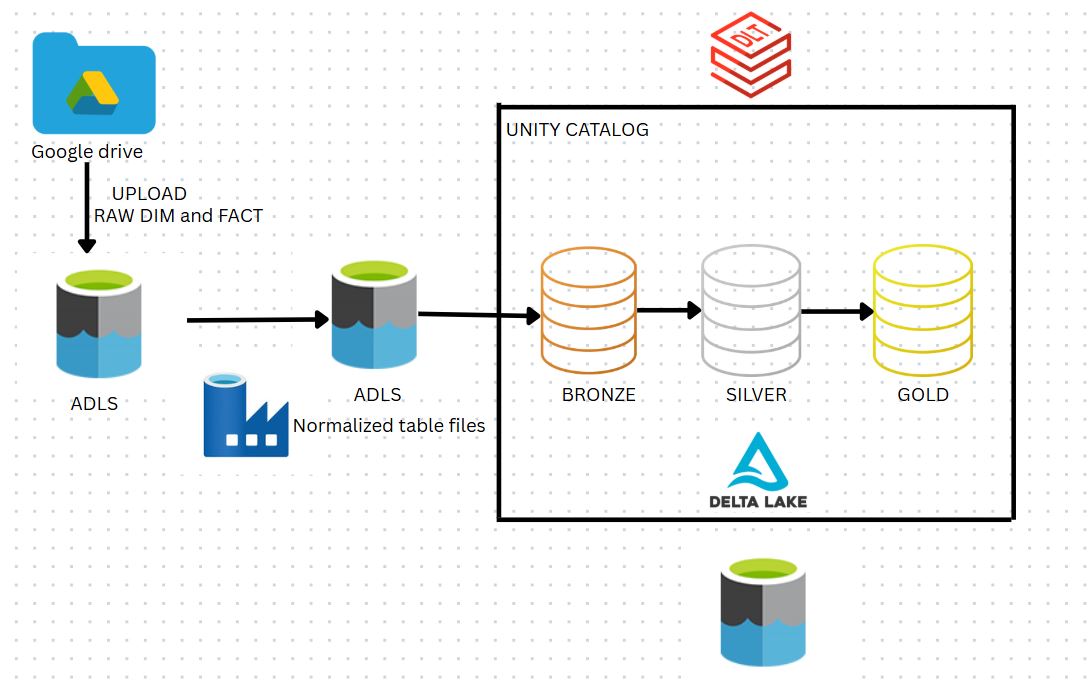 DLT
UNITY CATALOG
Google drive
UPLOAD
RAW DIM and FACT
ADLS
ADLS
Normalized table files
BRONZE
SILVER
GOLD
DELTA LAKE